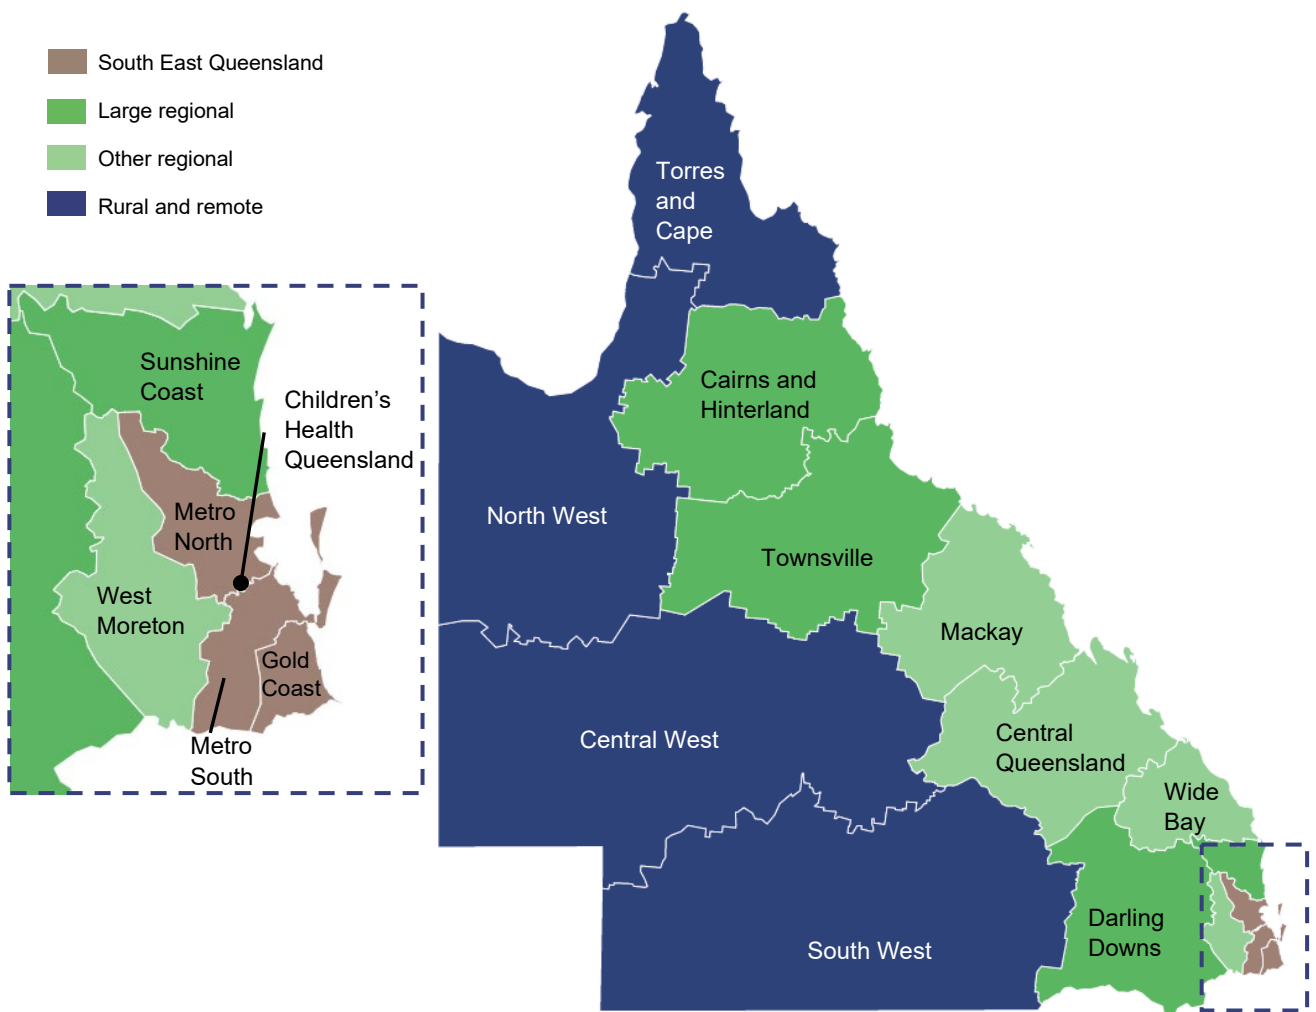 South East Queensland
Large regional
Other regional
Rural and remote
Torres
and
Cape
Cairns and
Hinterland
North West
Townsville
Mackay
Central West
Central
Queensland
Wide
Bay
South West
Darling
Downs
Sunshine
Coast
Children’s
Health
Queensland
Metro
North
West
Moreton
Gold
Coast
Metro
South